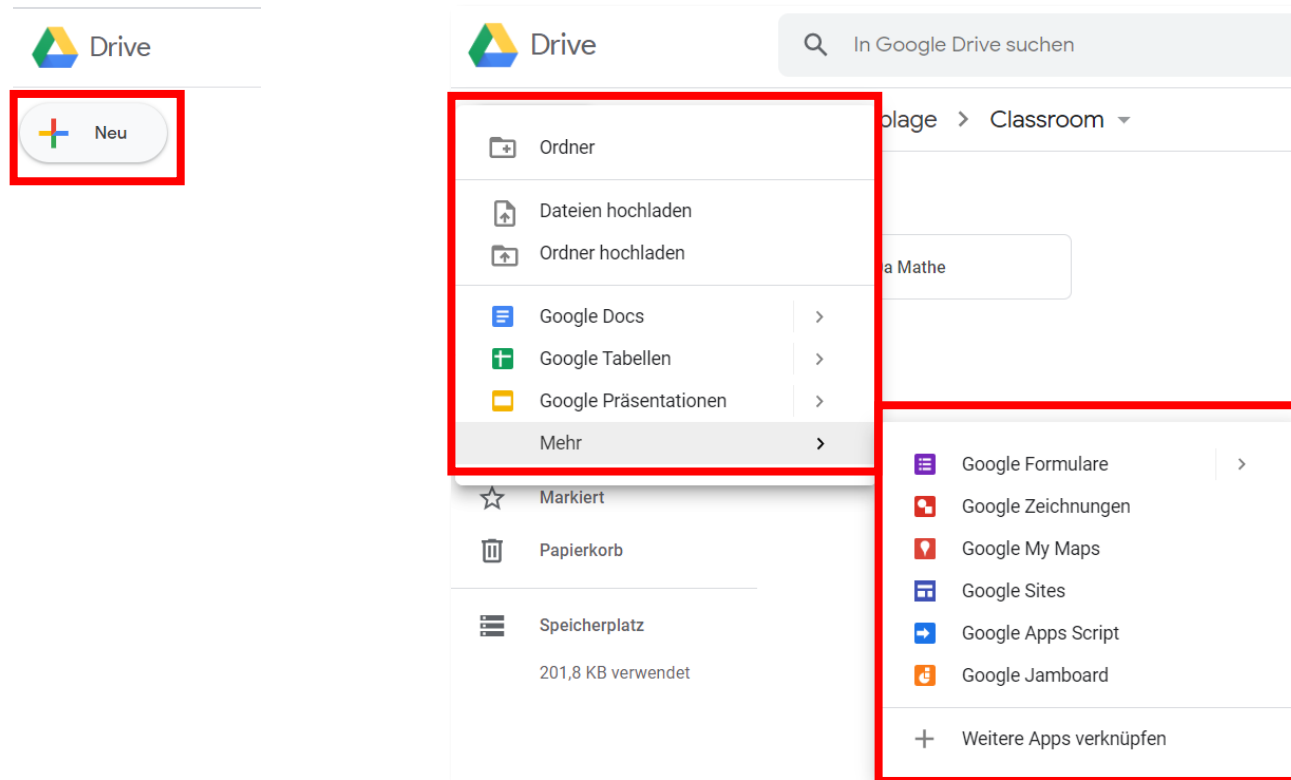 Drive
Neu
Drive
In Google Drive suchen
Classroom
Ordner
Dateien hochladen
Ordner hochladen
Mathe
Google Docs
Google Tabellen
Google Präsentationen
Mehr
Markiert
Papierkorb
Speicherplatz
201,8 KB verwendet
Google Formulare
Google Zeichnungen
Google My Maps
Google Sites
Google Apps Script
Google Jamboard
Weitere Apps verknüpfen